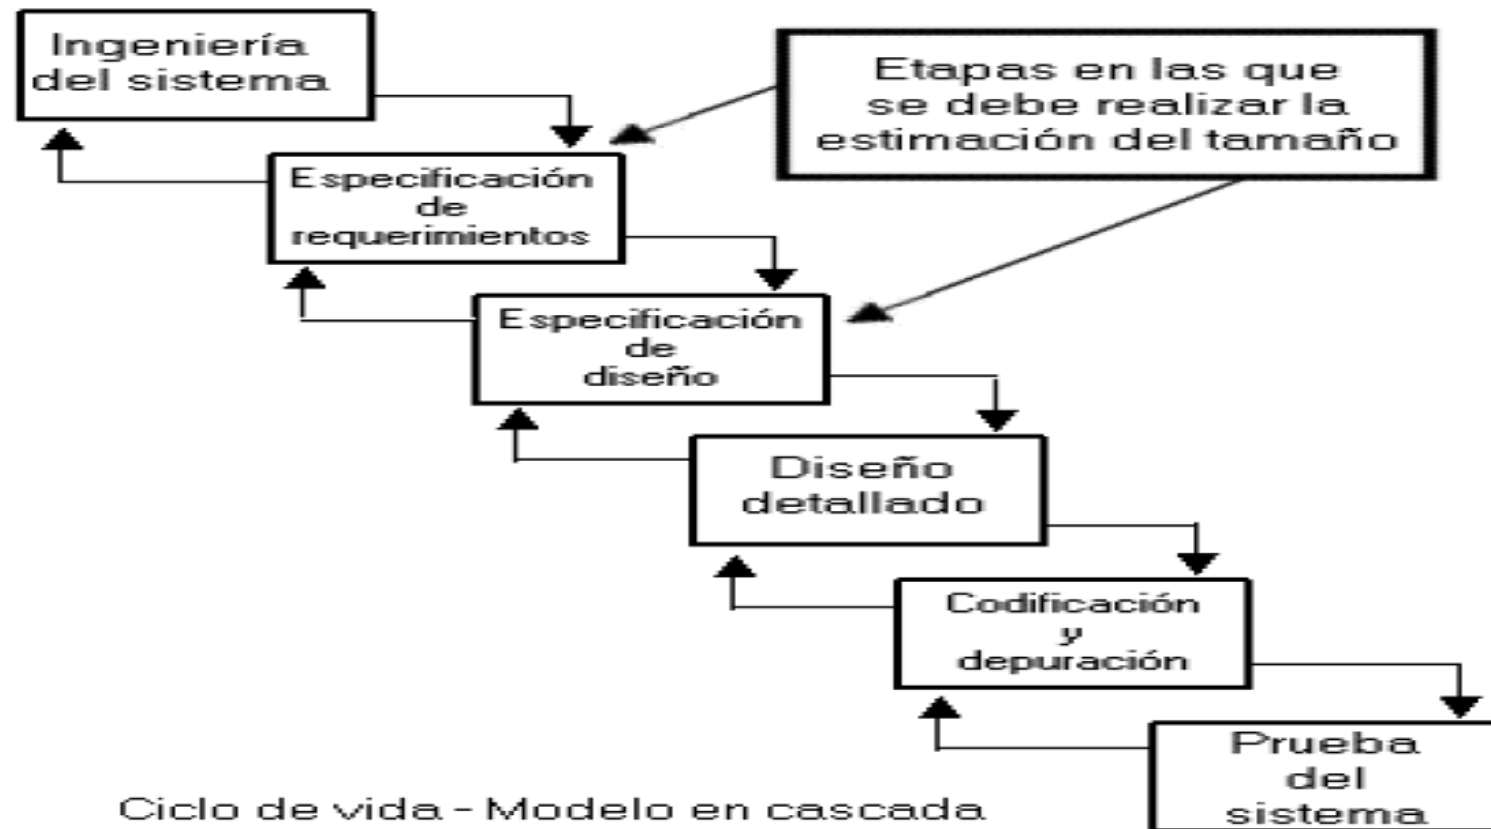 Ingeniería
del sistema
Etapas en las que
se debe realizar la
estimación del tamaño
Especificación
de
requerimientos
Especificación
de
diseño
Diseño
detallado
Codificación
y
depuración
Prueba
del
sistema
Ciclo de vida - Modelo en cascada